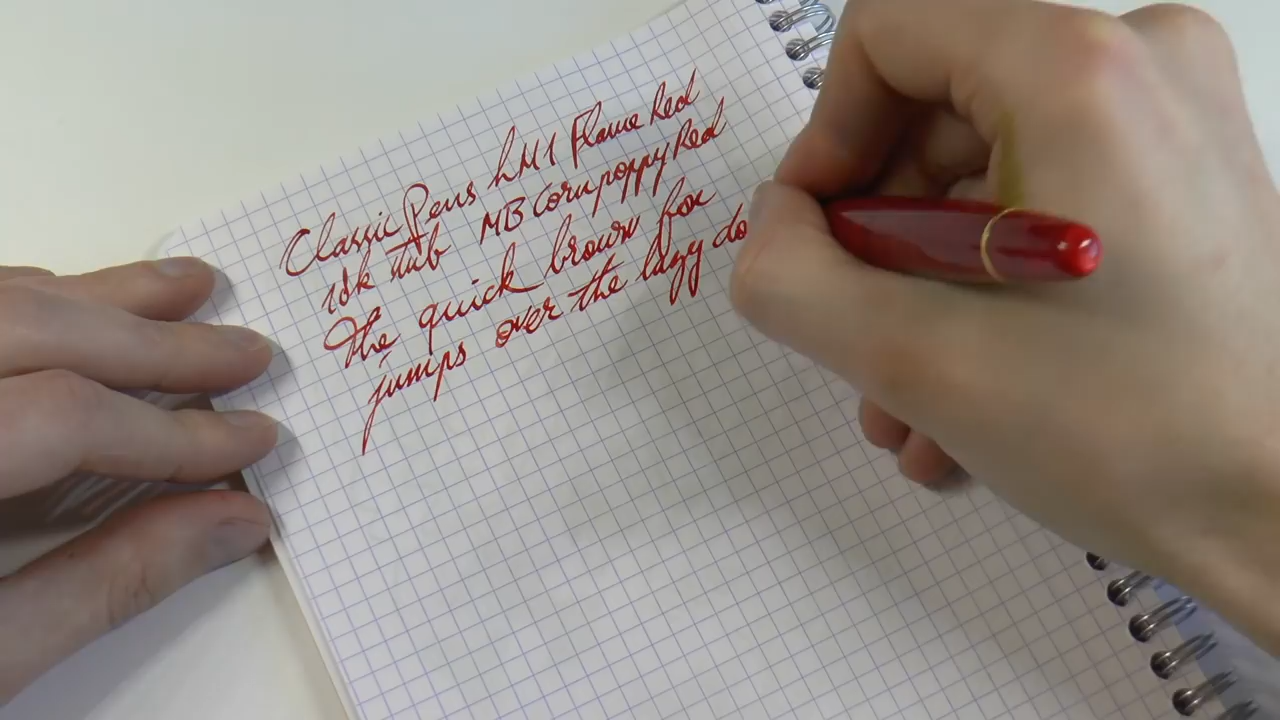 Classic Pens LM1 Flame Red
18k stub MB Corn poppy Red
The quick brown fox
jumps over the lazy do